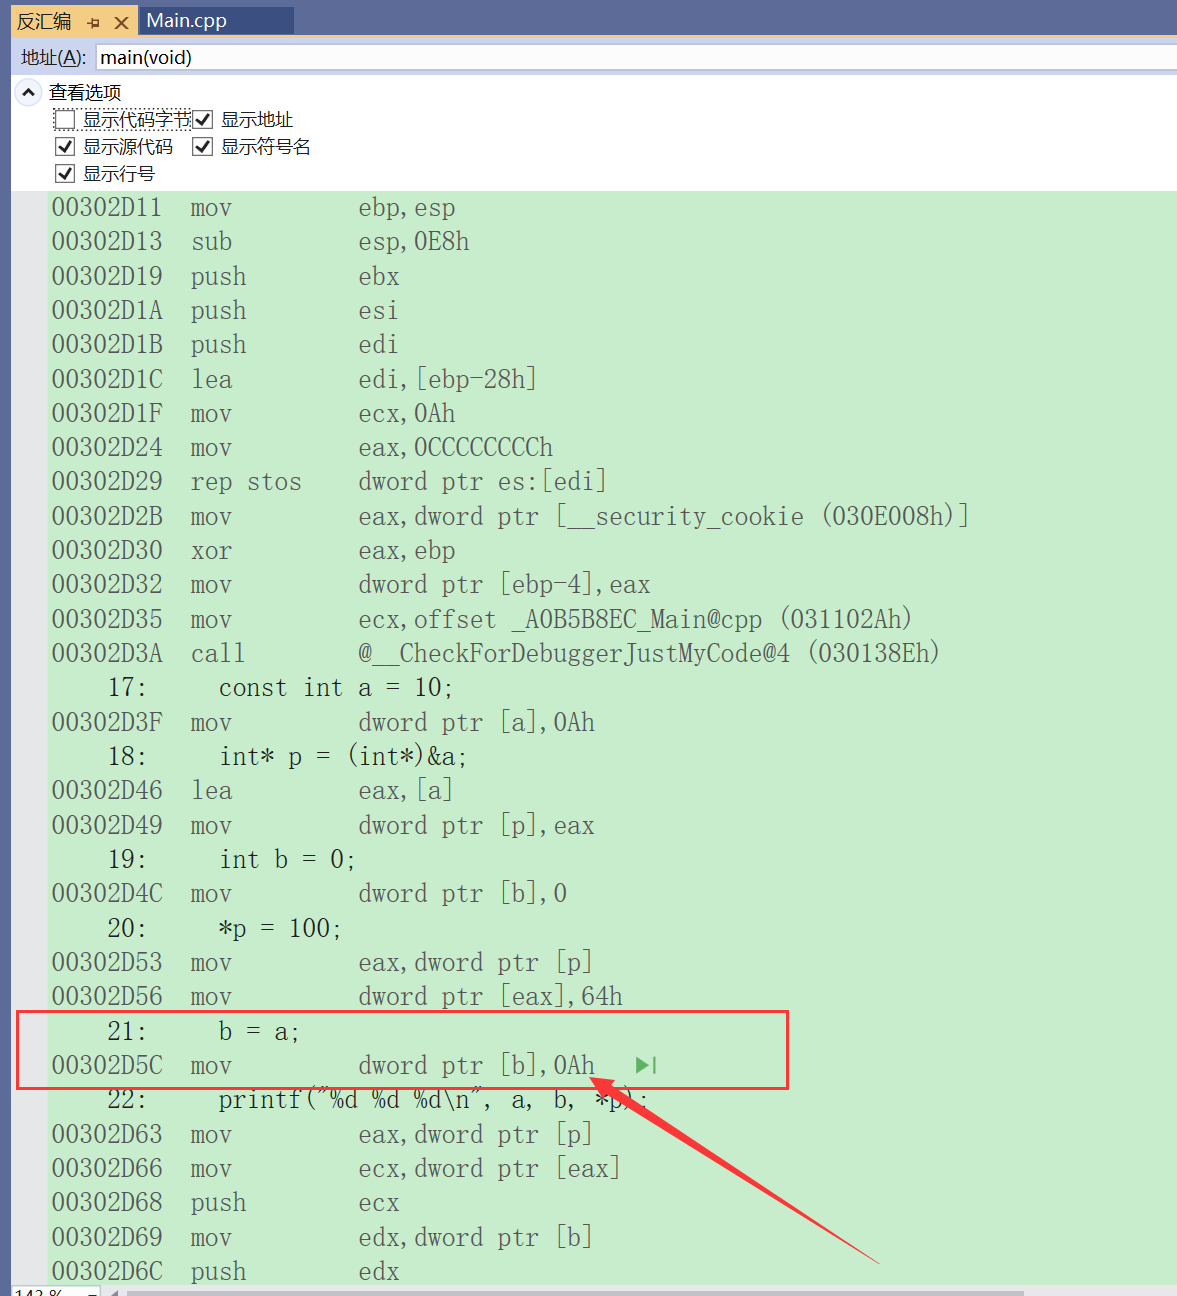 反汇编 Main.cpp
地址(A): main(void)
查看选项
显示代码字节 显示地址
显示源代码 显示符号名
显示行号
00302D11 mov ebp,esp
00302D13 sub esp,0E8h
00302D19 push ebx
00302D1A push esi
00302D1B push edi
00302D1C lea edi,[ebp-28h]
00302D1F mov ecx,0Ah
00302D24 mov eax,0CCCCCCCCh
00302D29 rep stos dword ptr es:[edi]
00302D2B mov eax,dword ptr [__security_cookie (030E008h)]
00302D30 xor eax,ebp
00302D32 mov dword ptr [ebp-4],eax
00302D35 mov ecx,offset _A0B5B8EC_Main@cpp (031102Ah)
00302D3A call @__CheckForDebuggerJustMyCode@4 (030138Eh)
17: const int a = 10;
00302D3F mov dword ptr [a],0Ah
18: int* p = (int*)&a;
00302D46 lea eax,[a]
00302D49 mov dword ptr [p],eax
19: int b = 0;
00302D4C mov dword ptr [b],0
20: *p = 100;
00302D53 mov eax,dword ptr [p]
00302D56 mov dword ptr [eax],64h
21: b = a;
00302D5C mov dword ptr [b],0Ah
22: printf("%d %d %d\n", a, b, *p);
00302D63 mov eax,dword ptr [p]
00302D66 mov ecx,dword ptr [eax]
00302D68 push ecx
00302D69 mov edx,dword ptr [b]
00302D6C push edx